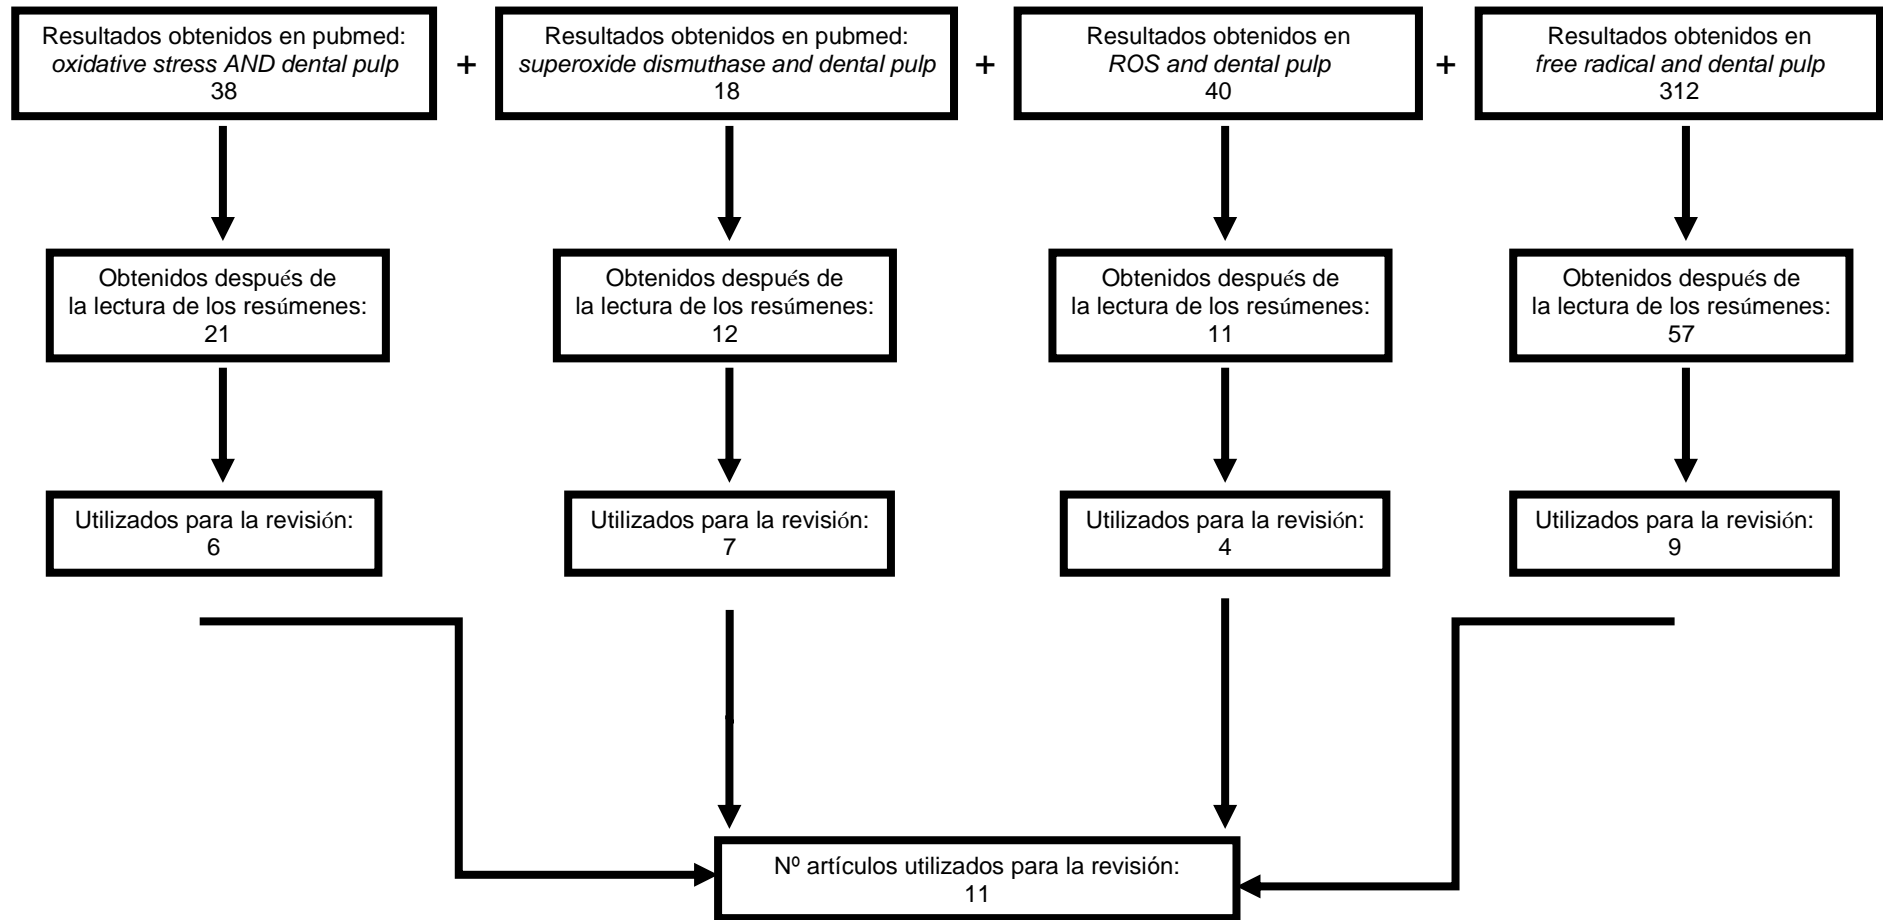 Resultados obtenidos en pubmed:
oxidative stress AND dental pulp
38
+
Resultados obtenidos en pubmed:
superoxide dismuthase and dental pulp
18
+
Resultados obtenidos en
ROS and dental pulp
40
+
Resultados obtenidos en
free radical and dental pulp
312
Obtenidos después de
la lectura de los resúmenes:
21
Obtenidos después de
la lectura de los resúmenes:
12
Obtenidos después de
la lectura de los resúmenes:
11
Obtenidos después de
la lectura de los resúmenes:
57
Utilizados para la revisión:
6
Utilizados para la revisión:
7
Utilizados para la revisión:
4
Utilizados para la revisión:
9
Nº artículos utilizados para la revisión:
11